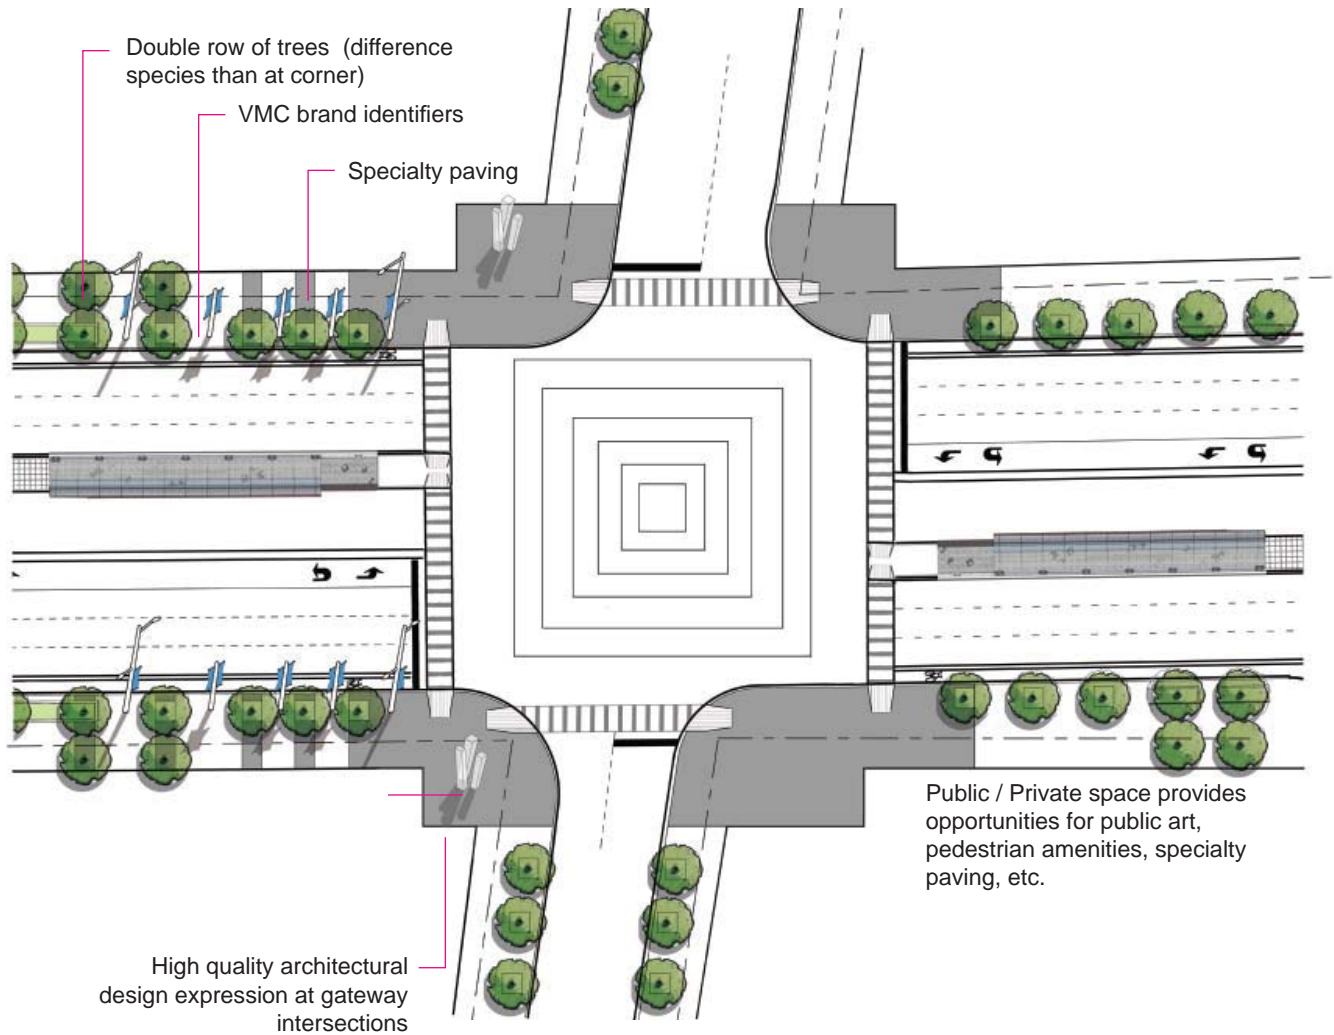 Double row of trees (difference
species than at corner)
VMC brand identifiers
Specialty paving
Public / Private space provides
opportunities for public art,
pedestrian amenities, specialty
paving, etc.
High quality architectural
design expression at gateway
intersections